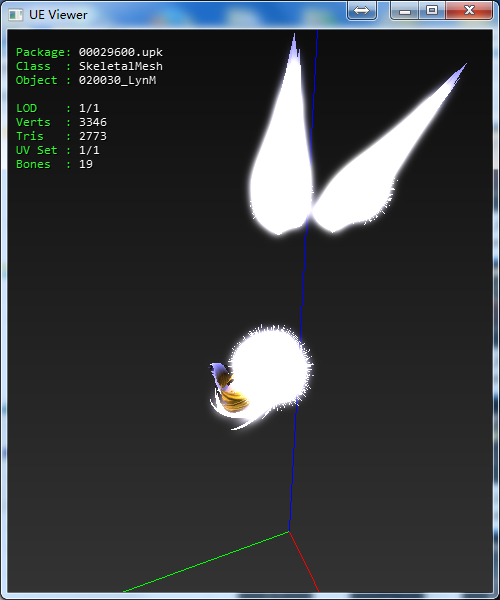 UE Viewer
Package: 00029600.upk
Class  : SkeletalMesh
Object : 020030_LynM
LOD    : 1/1
Verts  : 3346
Tris   : 2773
UV Set : 1/1
Bones  : 19